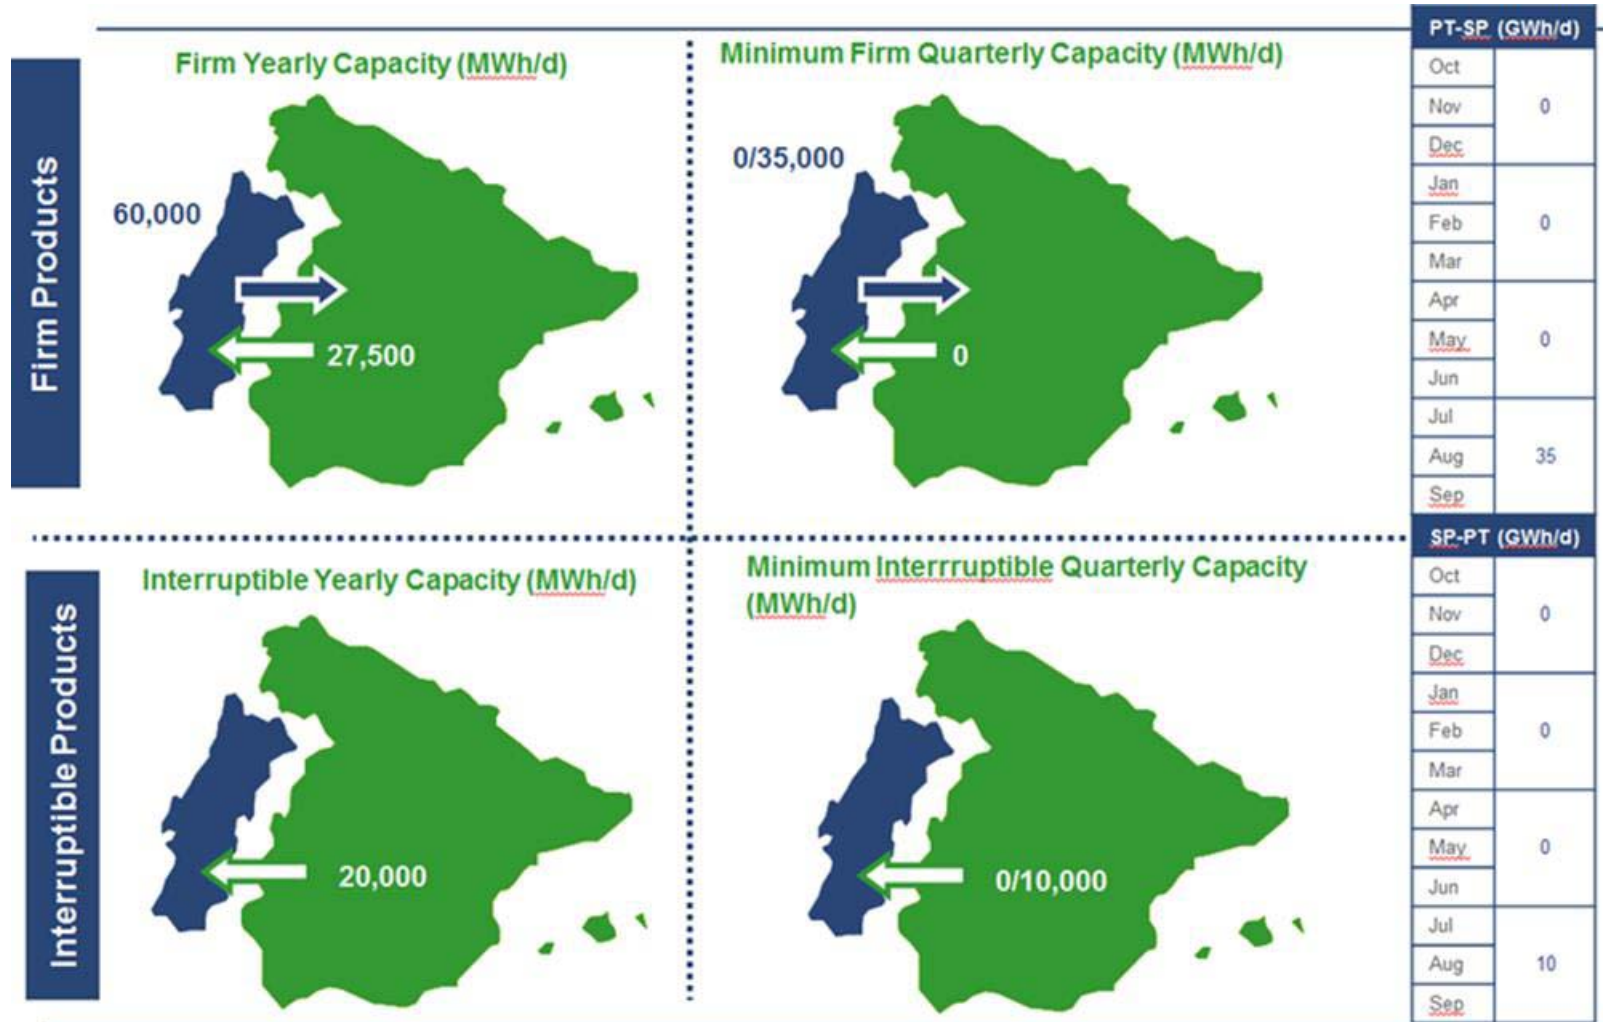 Firm Products
Firm Yearly Capacity (MWh/d)
60,000
27,500
Minimum Firm Quarterly Capacity (MWh/d)
0/35,000
0
Interruptible Products
Interruptible Yearly Capacity (MWh/d)
20,000
Minimum Interrruptible Quarterly Capacity
(MWh/d)
0/10,000
PT-SP (GWh/d)
Oct
Nov 0
Dec
Jan
Feb 0
Mar
Apr
May 0
Jun
Jul
Aug 35
Sep
SP-PT (GWh/d)
Oct
Nov 0
Dec
Jan
Feb 0
Mar
Apr
May 0
Jun
Jul
Aug 10
Sep